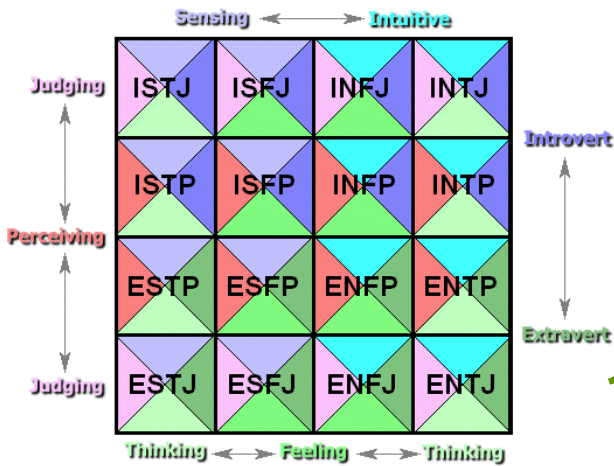 Sensing Intuitive
Judging ISTJ ISFJ INFJ INTJ
Introvert
ISTP ISFP INFP INTP
Perceiving
ESTP ESFP ENFP ENTP
Extravert
Judging ESTJ ESFJ ENFJ ENTJ
Thinking Feeling Thinking